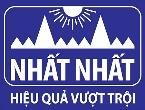 NHẤT NHẤT
HIỆU QUẢ VƯỢT TRỘI